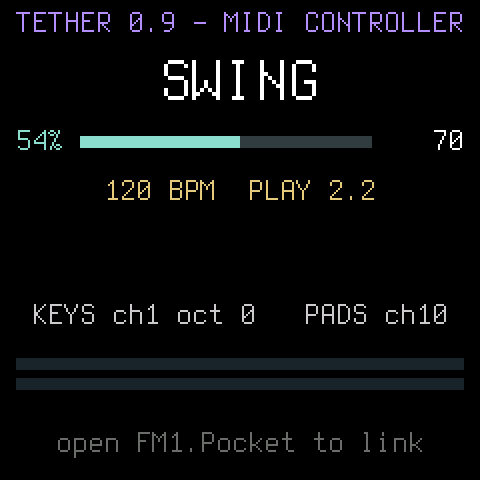 TETHER 0.9 - MIDI CONTROLLER
SWING
54% 70
120 BPM PLAY 2.2
KEYS ch1 oct 0 PADS ch10
open FM1.Pocket to link